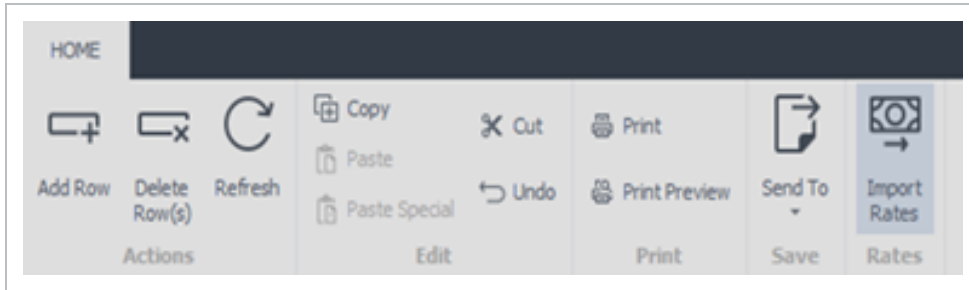 HOME
Add Row
Delete
Row(s)
Refresh
Actions
Copy
Paste
Paste Special
Cut
Undo
Edit
Print
Print Preview
Print
Send To
Save
Import
Rates
Rates